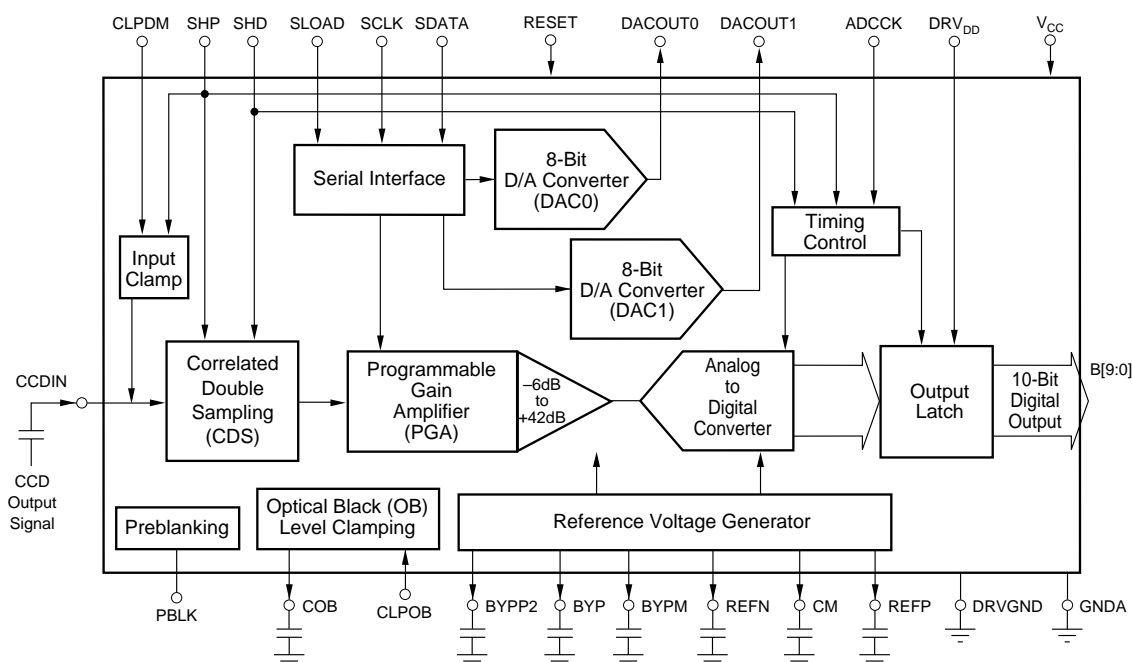 CLPDM SHP SHD SLOAD SCLK SDATA RESET DACOUT0 DACOUT1 ADCCK DRVDD VCC
8-Bit
D/A Converter
(DAC0)
Serial Interface
Timing
Control
Input
Clamp
8-Bit
D/A Converter
(DAC1)
CCDIN
Correlated
Double
Sampling
(CDS)
Programmable
Gain
Amplifier
(PGA)
–6dB
to
+42dB
Analog
to
Digital
Converter
Output
Latch
10-Bit
Digital
Output
B[9:0]
CCD
Output
Signal
Preblanking
Optical Black (OB)
Level Clamping
Reference Voltage Generator
PBLK COB CLPOB BYPP2 BYP BYPM REFN CM REFP DRVGND GNDA